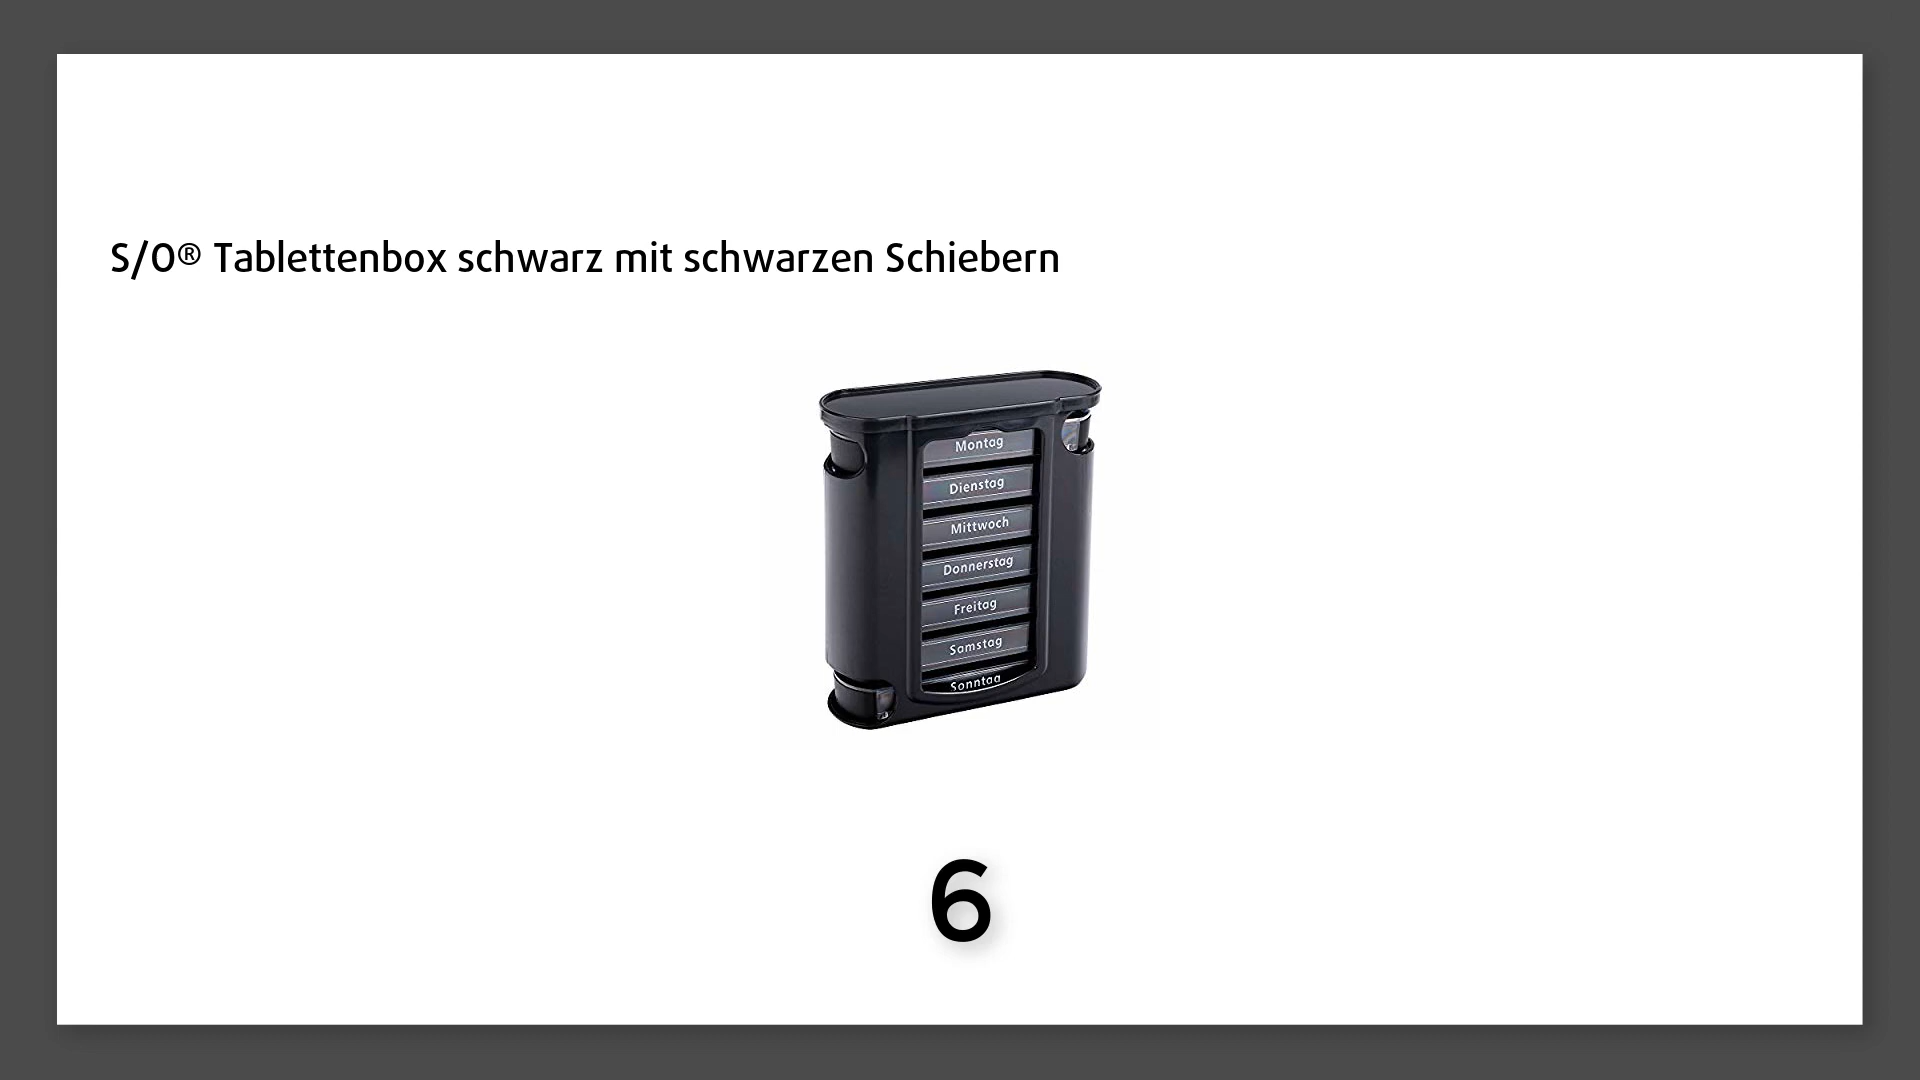 S/O® Tablettenbox schwarz mit schwarzen Schiebern
Montag
Dienstag
Mittwoch
Donnerstag
Freitag
Samstag
Sonntag
6